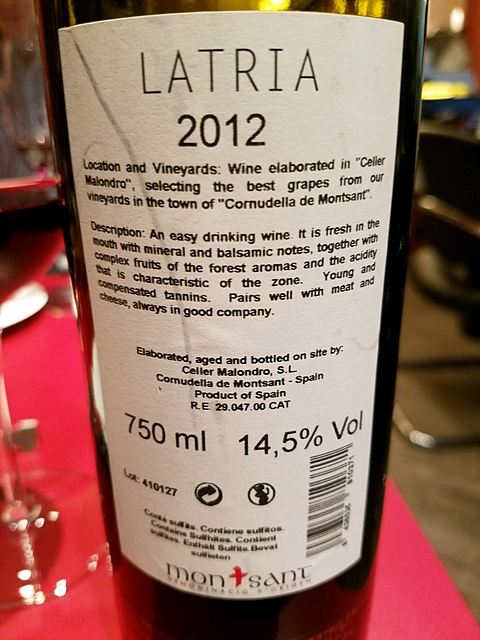 LATRIA
2012
Location and Vineyards: Wine elaborated in "Celler
Malondro", selecting the best grapes from our
vineyards in the town of "Cornudella de Montsant".
Description: An easy drinking wine. It is fresh in the
mouth with mineral and balsamic notes, together with
complex fruits of the forest aromas and the acidity
that is characteristic of the zone. Young and
compensated tannins. Pairs well with meat and
cheese, always in good company.
Elaborated, aged and bottled on site by:
Celler Malondro, S.L.
Cornudella de Montsant - Spain
Product of Spain
R.E. 29.047.00 CAT
750 ml 14,5% Vol
Lot: 410127
Conté sulfits. Contiene sulfitos.
Contains Sulfhites. Contient
sulfites. Enthält Sulfite.Bevat
sulfieten
montsant
DENOMINACIÓ D'ORIGEN